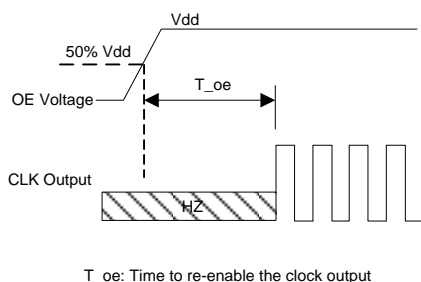 Vdd
50% Vdd
T_oe
OE Voltage
CLK Output
HZ
T_oe: Time to re-enable the clock output